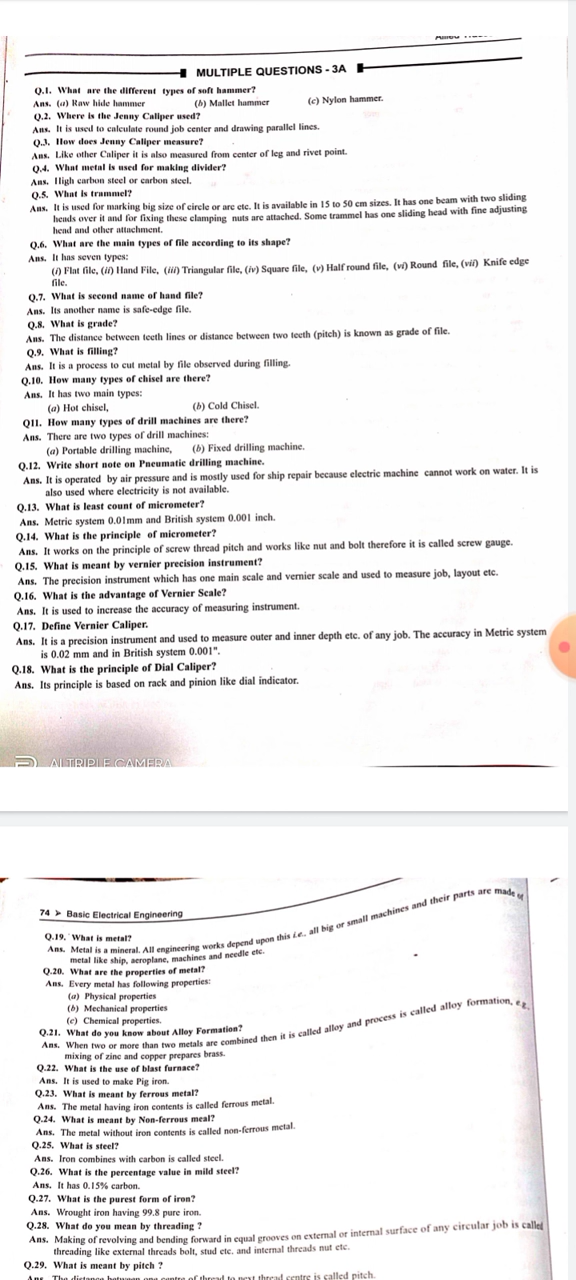 MULTIPLE QUESTIONS - 3A
Q.1. What are the different types of soft hammer?
Ans. (a) Raw hide hammer (b) Mallet hammer (c) Nylon hammer.
Q.2. Where is the Jenny Caliper used?
Ans. It is used to calculate round job center and drawing parallel lines.
Q.3. How does Jenny Caliper measure?
Ans. Like other Caliper it is also measured from center of leg and rivet point.
Q.4. What metal is used for making divider?
Ans. High carbon steel or carbon steel.
Q.5. What is trammel?
Ans. It is used for marking big size of circle or arc etc. It is available in 15 to 50 cm sizes. It has one beam with two sliding
heads over it and for fixing these clamping nuts are attached. Some trammel has one sliding head with fine adjusting
head and other attachment.
Q.6. What are the main types of file according to its shape?
Ans. It has seven types:
(i) Flat file, (ii) Hand File, (iii) Triangular file, (iv) Square file, (v) Half round file, (vi) Round file, (vii) Knife edge
file.
Q.7. What is second name of hand file?
Ans. Its another name is safe-edge file.
Q.8. What is grade?
Ans. The distance between teeth lines or distance between two teeth (pitch) is known as grade of file.
Q.9. What is filling?
Ans. It is a process to cut metal by file observed during filling.
Q.10. How many types of chisel are there?
Ans. It has two main types:
(a) Hot chisel, (b) Cold Chisel.
Q11. How many types of drill machines are there?
Ans. There are two types of drill machines:
(a) Portable drilling machine, (b) Fixed drilling machine.
Q.12. Write short note on Pneumatic drilling machine.
Ans. It is operated by air pressure and is mostly used for ship repair because electric machine cannot work on water. It is
also used where electricity is not available.
Q.13. What is least count of micrometer?
Ans. Metric system 0.01mm and British system 0.001 inch.
Q.14. What is the principle of micrometer?
Ans. It works on the principle of screw thread pitch and works like nut and bolt therefore it is called screw gauge.
Q.15. What is meant by vernier precision instrument?
Ans. The precision instrument which has one main scale and vernier scale and used to measure job, layout etc.
Q.16. What is the advantage of Vernier Scale?
Ans. It is used to increase the accuracy of measuring instrument.
Q.17. Define Vernier Caliper.
Ans. It is a precision instrument and used to measure outer and inner depth etc. of any job. The accuracy in Metric system
is 0.02 mm and in British system 0.001".
Q.18. What is the principle of Dial Caliper?
Ans. Its principle is based on rack and pinion like dial indicator.
AI TRIPLE CAMERA
74 > Basic Electrical Engineering
Q.19. What is metal?
Ans. Metal is a mineral. All engineering works depend upon this i.e., all big or small machines and their parts are made of
metal like ship, aeroplane, machines and needle etc.
Q.20. What are the properties of metal?
Ans. Every metal has following properties:
(a) Physical properties
(b) Mechanical properties
(c) Chemical properties.
Q.21. What do you know about Alloy Formation?
Ans. When two or more than two metals are combined then it is called alloy and process is called alloy formation, e.g.
mixing of zinc and copper prepares brass.
Q.22. What is the use of blast furnace?
Ans. It is used to make Pig iron.
Q.23. What is meant by ferrous metal?
Ans. The metal having iron contents is called ferrous metal.
Q.24. What is meant by Non-ferrous meal?
Ans. The metal without iron contents is called non-ferrous metal.
Q.25. What is steel?
Ans. Iron combines with carbon is called steel.
Q.26. What is the percentage value in mild steel?
Ans. It has 0.15% carbon.
Q.27. What is the purest form of iron?
Ans. Wrought iron having 99.8 pure iron.
Q.28. What do you mean by threading ?
Ans. Making of revolving and bending forward in equal grooves on external or internal surface of any circular job is called
threading like external threads bolt, stud etc. and internal threads nut etc.
Q.29. What is meant by pitch ?
Ans. The distance between one centre of thread to next thread centre is called pitch.